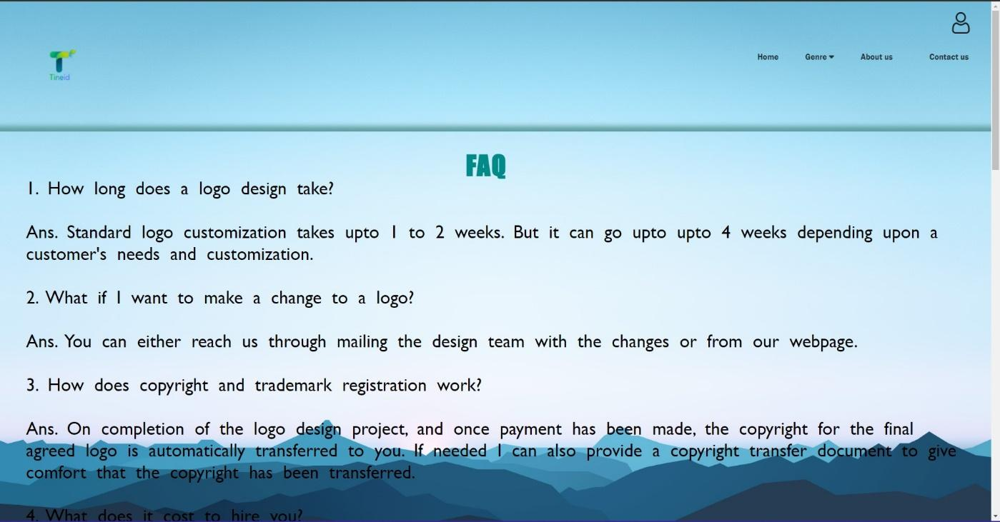 Tineid
Home Genre About us Contact us
FAQ
1. How long does a logo design take?
Ans. Standard logo customization takes upto 1 to 2 weeks. But it can go upto upto 4 weeks depending upon a
customer's needs and customization.
2. What if I want to make a change to a logo?
Ans. You can either reach us through mailing the design team with the changes or from our webpage.
3. How does copyright and trademark registration work?
Ans. On completion of the logo design project, and once payment has been made, the copyright for the final
agreed logo is automatically transferred to you. If needed I can also provide a copyright transfer document to give
comfort that the copyright has been transferred.
4. What does it cost to hire you?